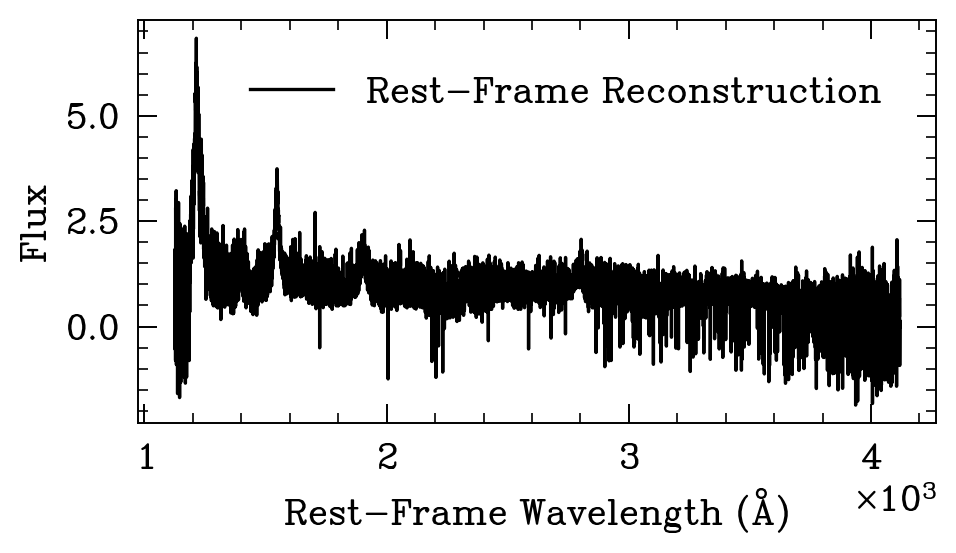 Rest-Frame Reconstruction
5.0
2.5
0.0
Flux
1 2 3 4
×10³
Rest-Frame Wavelength (Å)